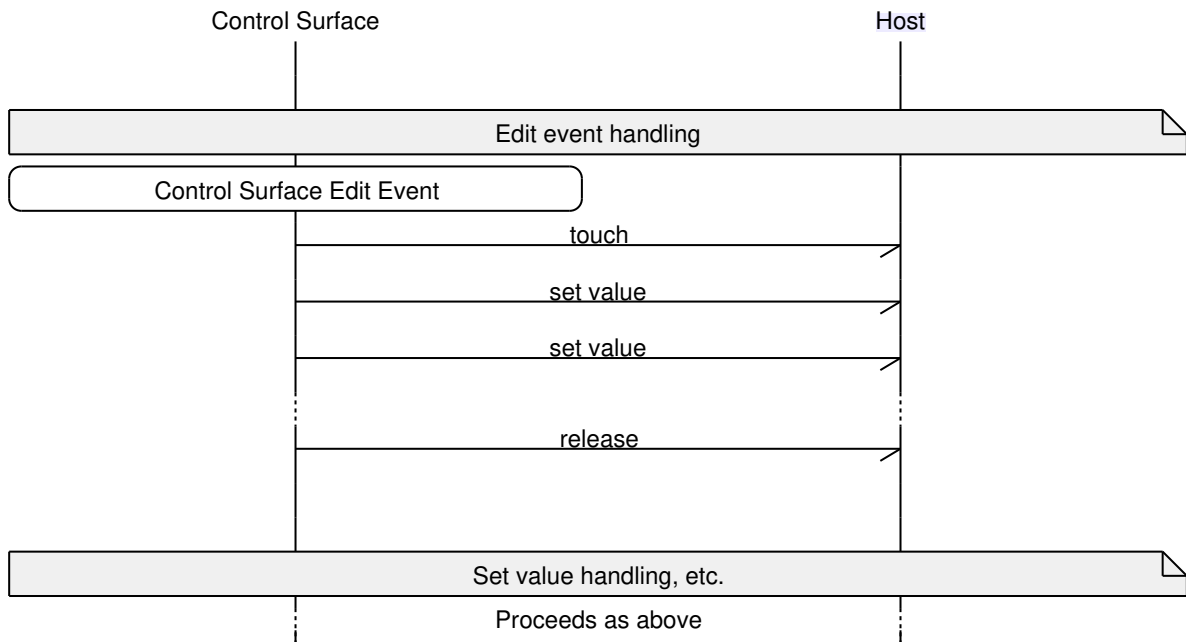 Control Surface
Host
Edit event handling
Control Surface Edit Event
touch
set value
set value
release
Set value handling, etc.
Proceeds as above